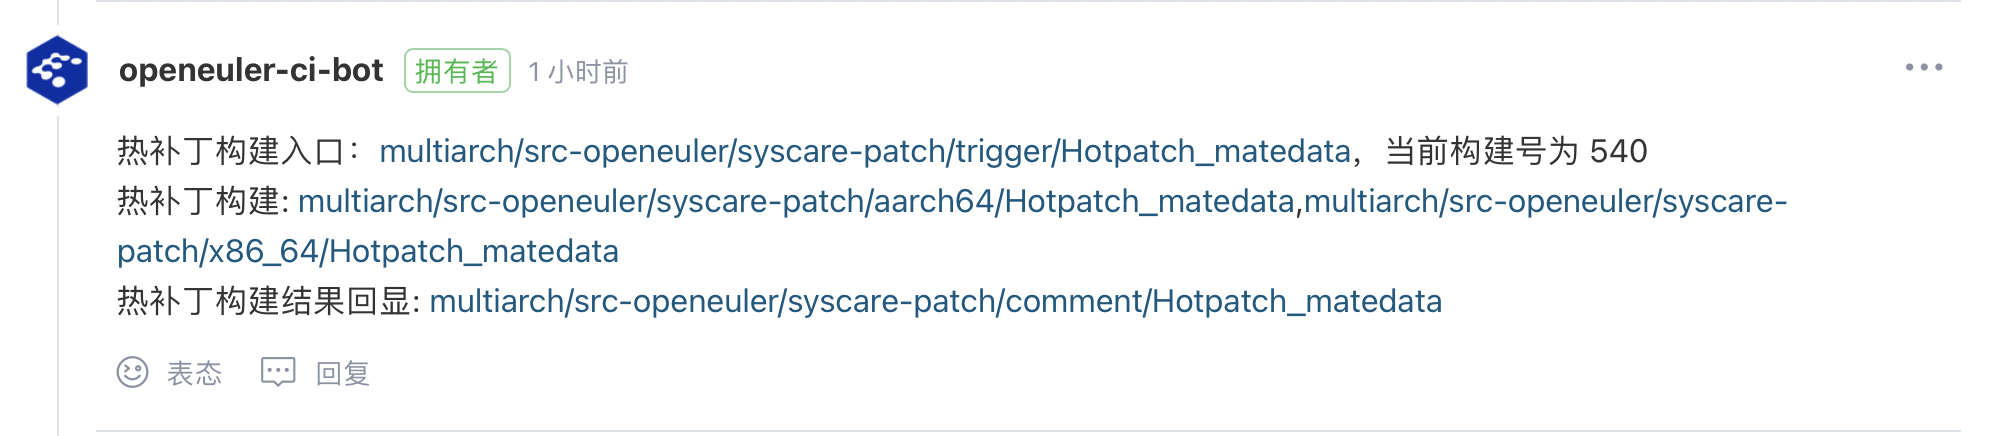 openeuler-ci-bot 拥有者 1 小时前
热补丁构建入口：multiarch/src-openeuler/syscare-patch/trigger/Hotpatch_matedata，当前构建号为 540
热补丁构建: multiarch/src-openeuler/syscare-patch/aarch64/Hotpatch_matedata,multiarch/src-openeuler/syscare-
patch/x86_64/Hotpatch_matedata
热补丁构建结果回显: multiarch/src-openeuler/syscare-patch/comment/Hotpatch_matedata
表态 回复